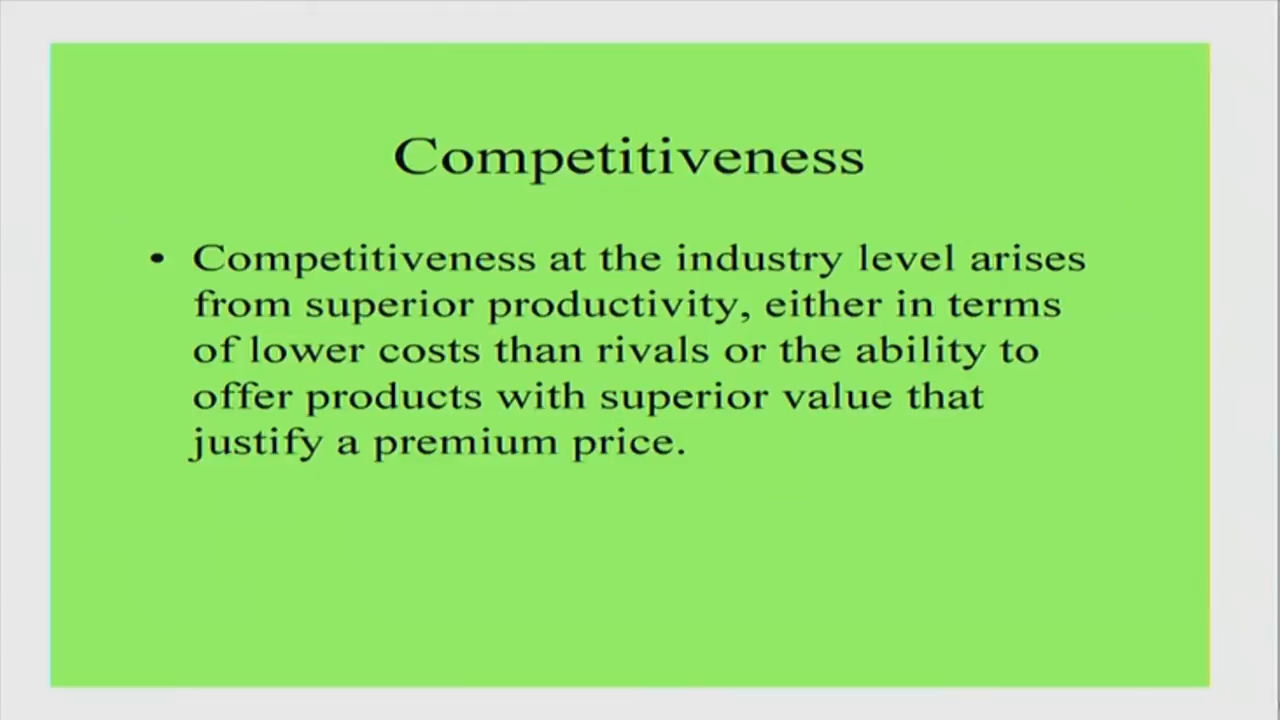 Competitiveness
• Competitiveness at the industry level arises
from superior productivity, either in terms
of lower costs than rivals or the ability to
offer products with superior value that
justify a premium price.